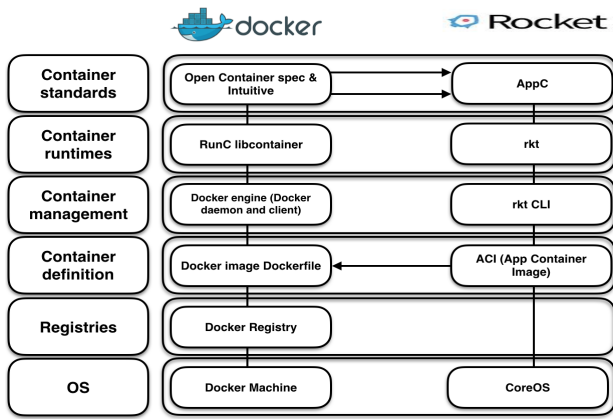 docker
Rocket
Container
standards
Open Container spec &
Intuitive
AppC
Container
runtimes
RunC libcontainer
rkt
Container
management
Docker engine (Docker
daemon and client)
rkt CLI
Container
definition
Docker image Dockerfile
ACI (App Container
Image)
Registries
Docker Registry
OS
Docker Machine
CoreOS